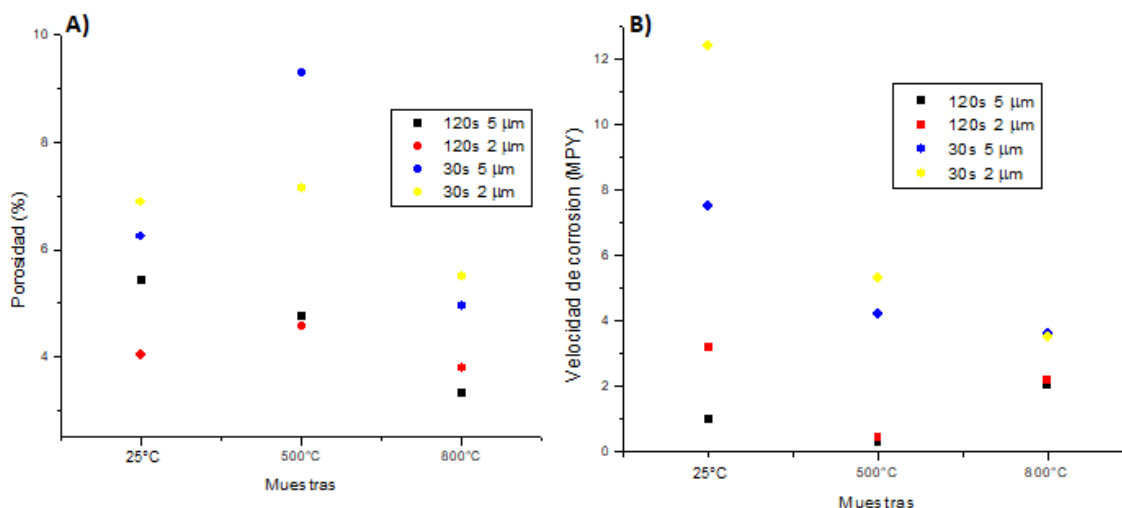 A)
10
8
6
4
Porosidad (%)
120s 5 μm
120s 2 μm
30s 5 μm
30s 2 μm
25°C
500°C
800°C
Muestras
B)
12
10
8
6
4
2
0
Velocidad de corrosion (MPY)
120s 5 μm
120s 2 μm
30s 5 μm
30s 2 μm
25°C
500°C
800°C
Muestras